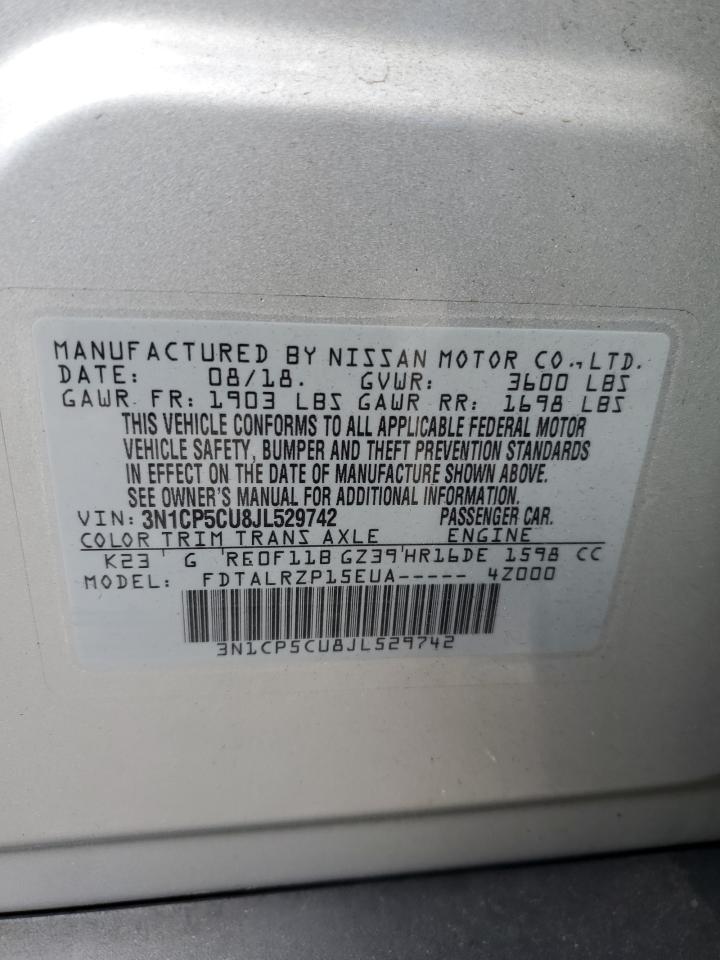 MANUFACTURED BY NISSAN MOTOR CO.,LTD.
DATE: 08/18. GVWR: 3600 LBS
GAWR FR: 1903 LBS GAWR RR: 1698 LBS
THIS VEHICLE CONFORMS TO ALL APPLICABLE FEDERAL MOTOR
VEHICLE SAFETY, BUMPER AND THEFT PREVENTION STANDARDS
IN EFFECT ON THE DATE OF MANUFACTURE SHOWN ABOVE.
SEE OWNER'S MANUAL FOR ADDITIONAL INFORMATION.
VIN: 3N1CP5CU8JL529742 PASSENGER CAR.
COLOR TRIM TRANS AXLE ENGINE
K23 G RE0F11B GZ39 HR16DE 1598 CC
MODEL: FDTALRZP15EUA----- 4Z000
3N1CP5CU8JL529742